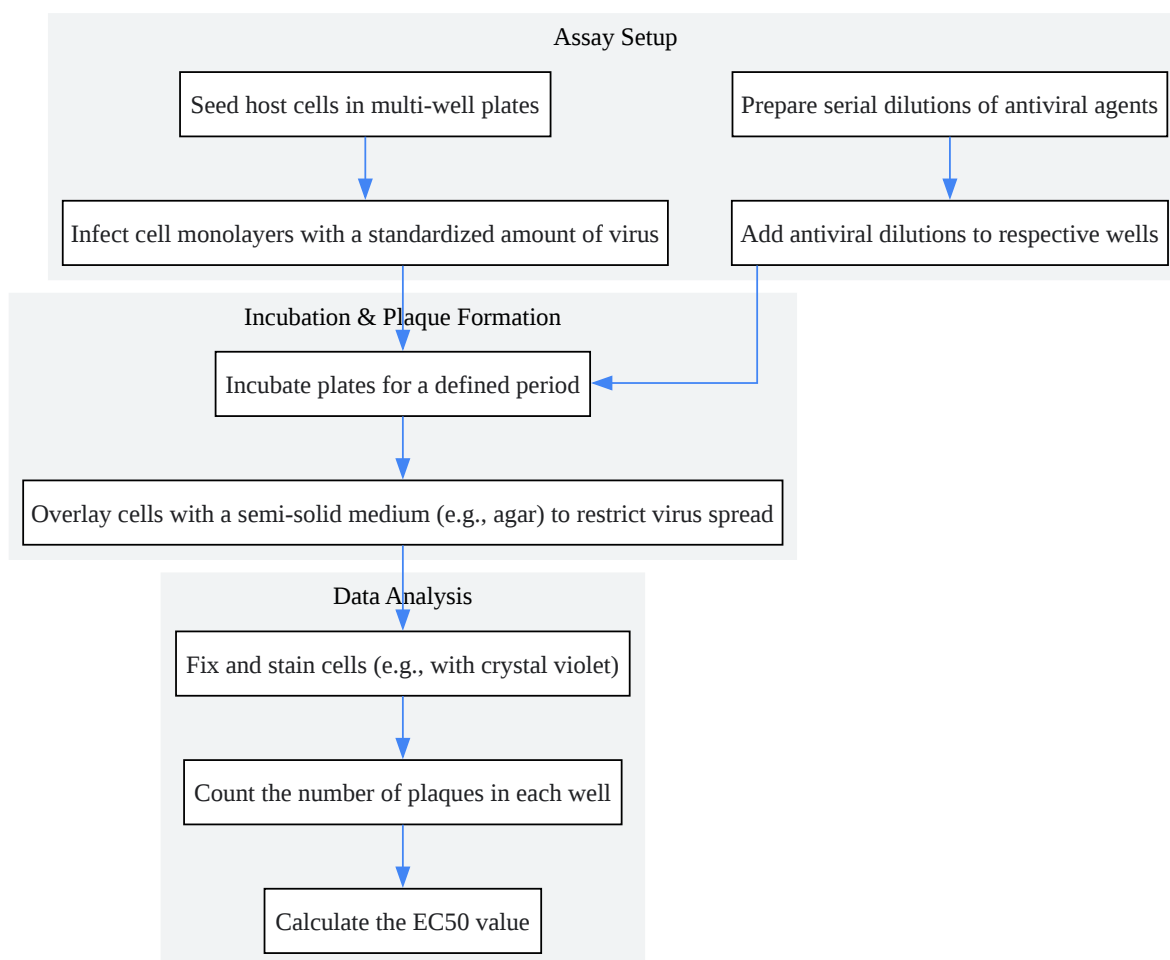 Assay Setup
Seed host cells in multi-well plates
Prepare serial dilutions of antiviral agents
Infect cell monolayers with a standardized amount of virus
Add antiviral dilutions to respective wells
Incubation & Plaque Formation
Incubate plates for a defined period
Overlay cells with a semi-solid medium (e.g., agar) to restrict virus spread
Data Analysis
Fix and stain cells (e.g., with crystal violet)
Count the number of plaques in each well
Calculate the EC50 value